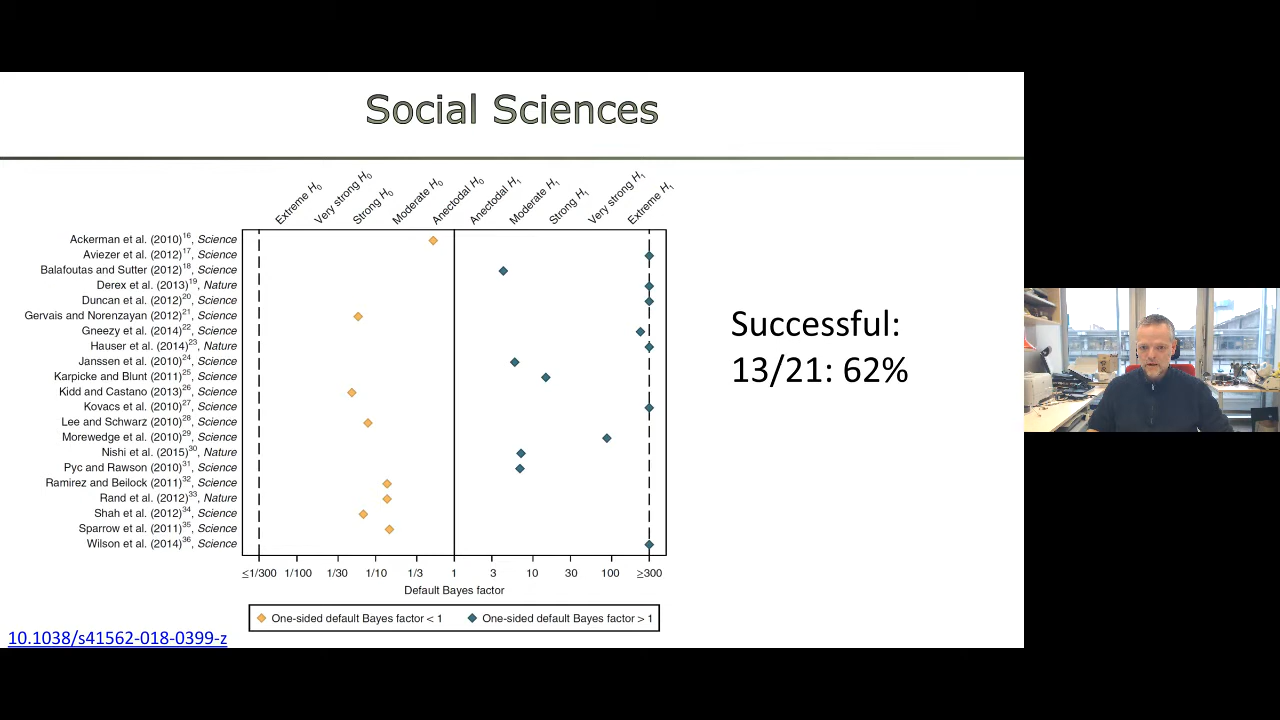 Social Sciences
Extreme H0
Very strong H0
Strong H0
Moderate H0
Anectodal H0
Anectodal H1
Moderate H1
Strong H1
Very strong H1
Extreme H1
Ackerman et al. (2010)16, Science
Aviezer et al. (2012)17, Science
Balafoutas and Sutter (2012)18, Science
Derex et al. (2013)19, Nature
Duncan et al. (2012)20, Science
Gervais and Norenzayan (2012)21, Science
Gneezy et al. (2014)22, Science
Hauser et al. (2014)23, Nature
Janssen et al. (2010)24, Science
Karpicke and Blunt (2011)25, Science
Kidd and Castano (2013)26, Science
Kovacs et al. (2010)27, Science
Lee and Schwarz (2010)28, Science
Morewedge et al. (2010)29, Science
Nishi et al. (2015)30, Nature
Pyc and Rawson (2010)31, Science
Ramirez and Beilock (2011)32, Science
Rand et al. (2012)33, Nature
Shah et al. (2012)34, Science
Sparrow et al. (2011)35, Science
Wilson et al. (2014)36, Science
≤1/300 1/100 1/30 1/10 1/3 1 3 10 30 100 ≥300
Default Bayes factor
One-sided default Bayes factor < 1 One-sided default Bayes factor > 1
Successful:
13/21: 62%
10.1038/s41562-018-0399-z